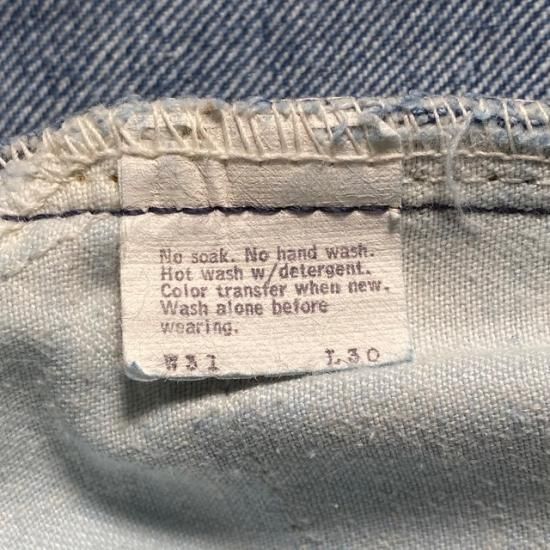 No soak. No hand wash.
Hot wash w/detergent.
Color transfer when new.
Wash alone before
wearing.
W31 L30